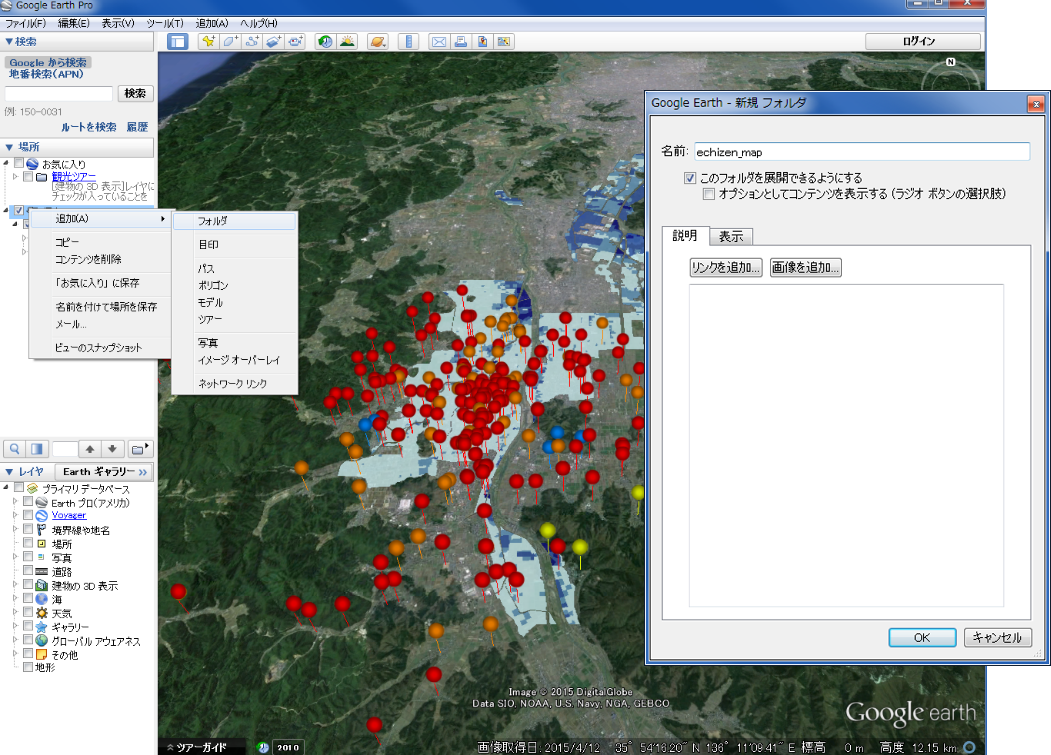 Google Earth Pro
ファイル(F) 編集(E) 表示(V) ツール(T) 追加(A) ヘルプ(H)
▼検索
Google から検索
地番検索(APN)
検索
例: 150-0031
ルートを検索 履歴
▼ 場所
お気に入り
観光ツアー
[建物の 3D 表示]レイヤに
チェックが入っていることを
追加(A)
コピー
コンテンツを削除
「お気に入り」に保存
名前を付けて場所を保存
メール...
ビューのスナップショット
フォルダ
目印
パス
ポリゴン
モデル
ツアー
写真
イメージ オーバーレイ
ネットワーク リンク
▼ レイヤ Earth ギャラリー >>
プライマリ データベース
Earth プロ(アメリカ)
Voyager
境界線や地名
場所
写真
道路
建物の 3D 表示
海
天気
ギャラリー
グローバル アウェアネス
その他
地形
ログイン
N
Google Earth - 新規 フォルダ
名前: echizen_map
このフォルダを展開できるようにする
オプションとしてコンテンツを表示する (ラジオ ボタンの選択肢)
説明 表示
リンクを追加... 画像を追加...
OK キャンセル
Image © 2015 DigitalGlobe
Data SIO, NOAA, U.S. Navy, NGA, GEBCO
Google earth
ツアーガイド 2010
画像取得日: 2015/4/12 35° 54'16.20" N 136° 11'09.41" E 標高 0 m 高度 12.15 km